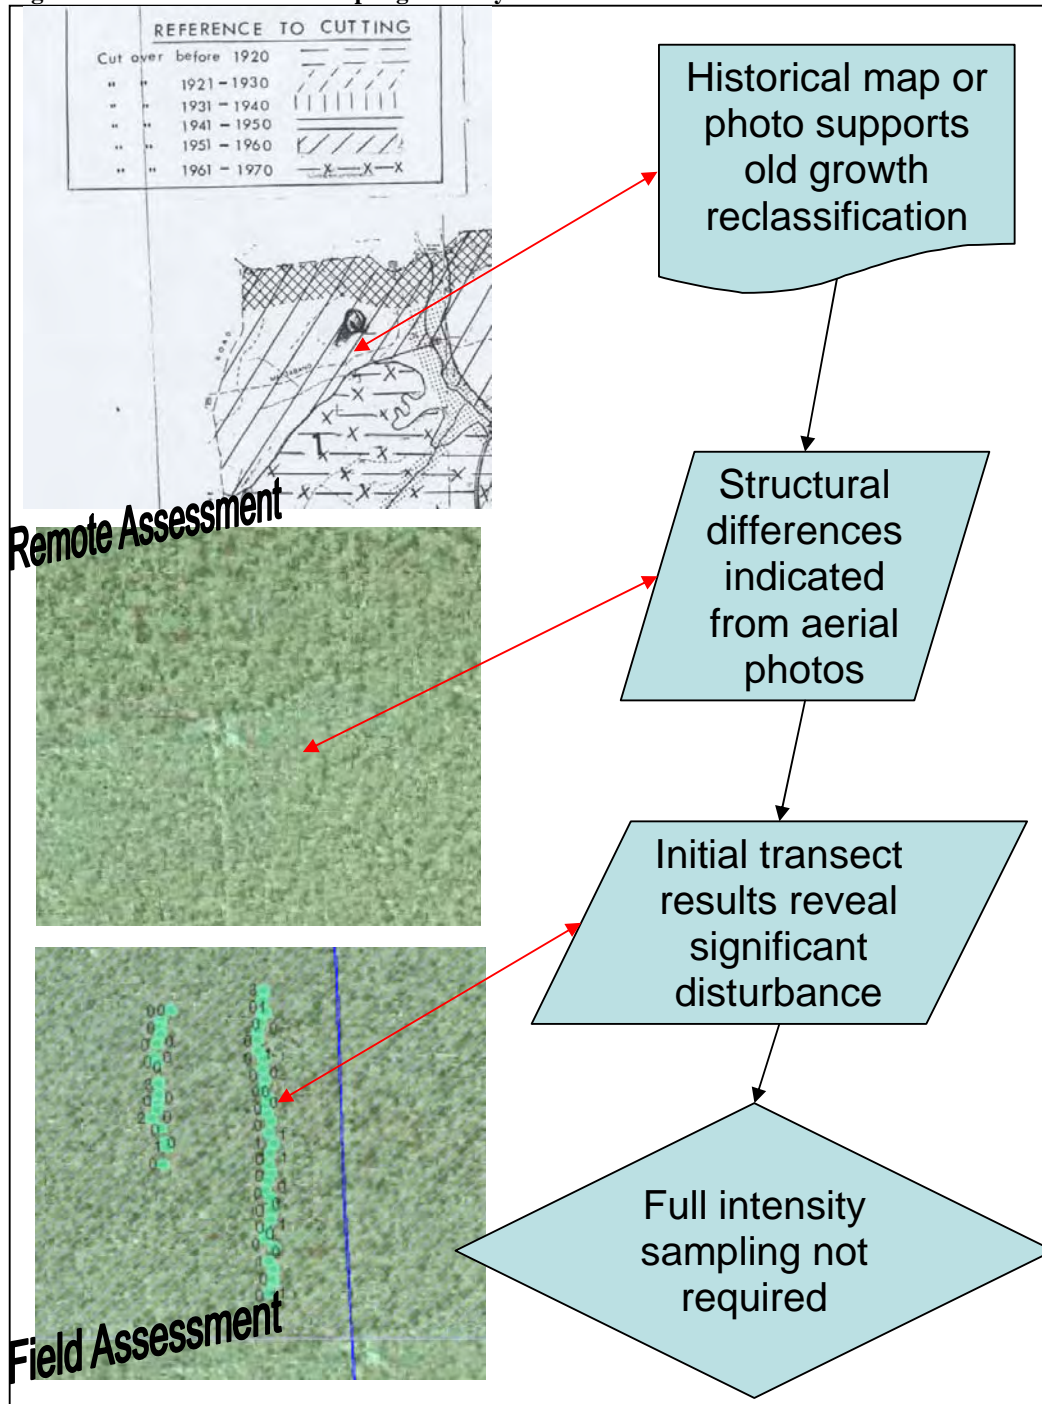 REFERENCE TO CUTTING
Cut over before 1920
" " 1921 - 1930
" " 1931 - 1940
" " 1941 - 1950
" " 1951 - 1960
" " 1961 - 1970
ROAD
Remote Assessment
Field Assessment
Historical map or
photo supports
old growth
reclassification
Structural
differences
indicated
from aerial
photos
Initial transect
results reveal
significant
disturbance
Full intensity
sampling not
required